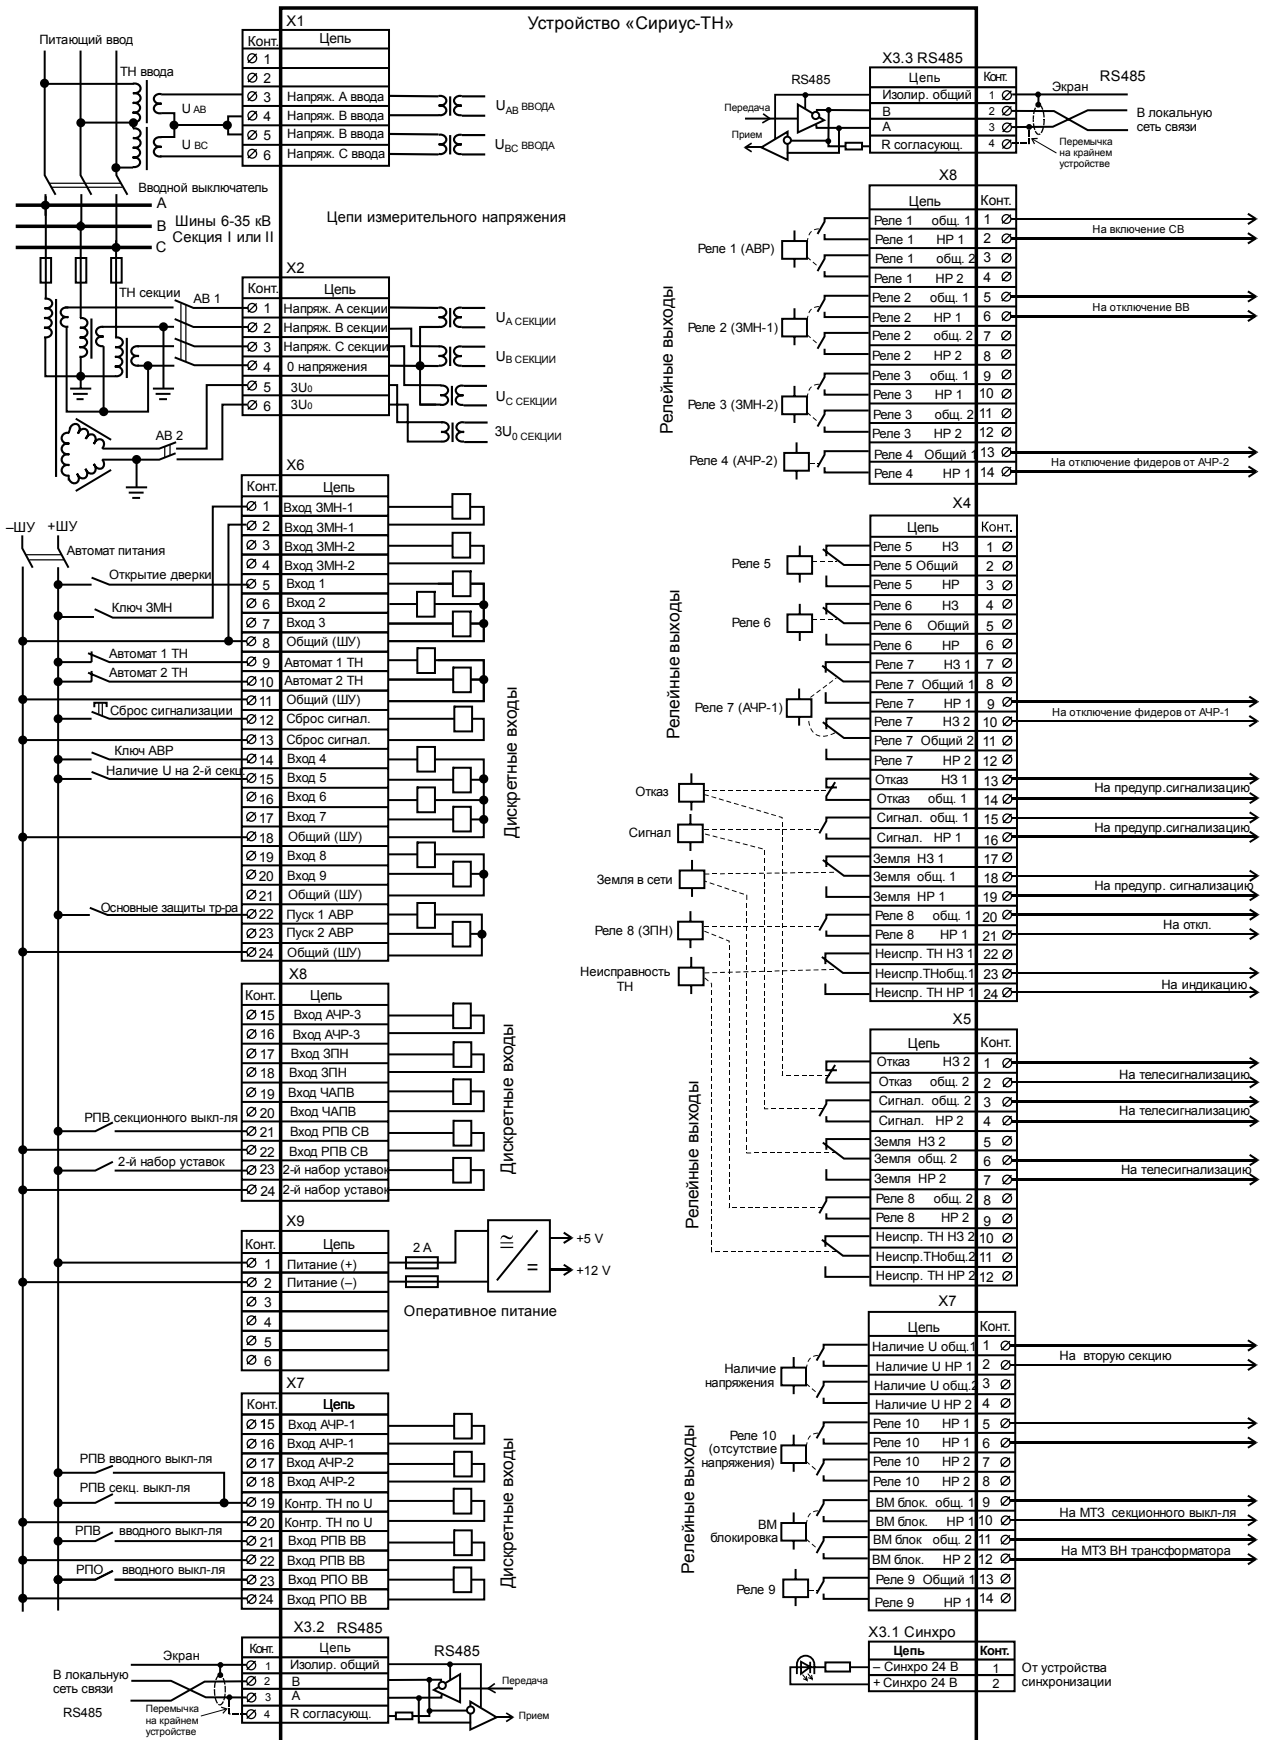 Устройство «Сириус-ТН»
Питающий ввод
ТН ввода
U АВ
U ВС
Вводной выключатель
А
В
С
Шины 6-35 кВ
Секция I или II
Х1
Конт. Цепь
1
2
3 Напряж. А ввода
4 Напряж. В ввода
5 Напряж. В ввода
6 Напряж. С ввода
UАВ ВВОДА
UВС ВВОДА
Цепи измерительного напряжения
ТН секции
АВ 1
АВ 2
Х2
Конт. Цепь
1 Напряж. А секции
2 Напряж. В секции
3 Напряж. С секции
4 0 напряжения
5 3U0
6 3U0
UА СЕКЦИИ
UВ СЕКЦИИ
UС СЕКЦИИ
3U0 СЕКЦИИ
–ШУ +ШУ
Автомат питания
Открытие дверки
Ключ ЗМН
Автомат 1 ТН
Автомат 2 ТН
Сброс сигнализации
Ключ АВР
Наличие U на 2-й секц.
Основные защиты тр-ра
Х6
Конт. Цепь
1 Вход ЗМН-1
2 Вход ЗМН-1
3 Вход ЗМН-2
4 Вход ЗМН-2
5 Вход 1
6 Вход 2
7 Вход 3
8 Общий (ШУ)
9 Автомат 1 ТН
10 Автомат 2 ТН
11 Общий (ШУ)
12 Сброс сигнал.
13 Сброс сигнал.
14 Вход 4
15 Вход 5
16 Вход 6
17 Вход 7
18 Общий (ШУ)
19 Вход 8
20 Вход 9
21 Общий (ШУ)
22 Пуск 1 АВР
23 Пуск 2 АВР
24 Общий (ШУ)
Дискретные входы
Х8
Конт. Цепь
15 Вход АЧР-3
16 Вход АЧР-3
17 Вход ЗПН
18 Вход ЗПН
19 Вход ЧАПВ
20 Вход ЧАПВ
21 Вход РПВ СВ
22 Вход РПВ СВ
23 2-й набор уставок
24 2-й набор уставок
РПВ секционного выкл-ля
2-й набор уставок
Дискретные входы
Х9
Конт. Цепь
1 Питание (+)
2 Питание (–)
3
4
5
6
2 А
+5 V
+12 V
Оперативное питание
Х7
Конт. Цепь
15 Вход АЧР-1
16 Вход АЧР-1
17 Вход АЧР-2
18 Вход АЧР-2
19 Контр. ТН по U
20 Контр. ТН по U
21 Вход РПВ ВВ
22 Вход РПВ ВВ
23 Вход РПО ВВ
24 Вход РПО ВВ
РПВ вводного выкл-ля
РПВ секц. выкл-ля
РПВ вводного выкл-ля
РПО вводного выкл-ля
Дискретные входы
Х3.2 RS485
Конт. Цепь
1 Изолир. общий
2 В
3 А
4 R согласующ.
Экран
В локальную
сеть связи
RS485
Перемычка
на крайнем
устройстве
RS485
Передача
Прием
Х3.3 RS485
Цепь Конт.
Изолир. общий 1
В 2
А 3
R согласующ. 4
RS485
Передача
Прием
Экран
RS485
В локальную
сеть связи
Перемычка
на крайнем
устройстве
Х8
Цепь Конт.
Реле 1 общ. 1 1
Реле 1 НР 1 2
Реле 1 общ. 2 3
Реле 1 НР 2 4
Реле 2 общ. 1 5
Реле 2 НР 1 6
Реле 2 общ. 2 7
Реле 2 НР 2 8
Реле 3 общ. 1 9
Реле 3 НР 1 10
Реле 3 общ. 2 11
Реле 3 НР 2 12
Реле 4 Общий 1 13
Реле 4 НР 1 14
Реле 1 (АВР)
Реле 2 (ЗМН-1)
Реле 3 (ЗМН-2)
Реле 4 (АЧР-2)
Релейные выходы
На включение СВ
На отключение ВВ
На отключение фидеров от АЧР-2
Х4
Цепь Конт.
Реле 5 НЗ 1
Реле 5 Общий 2
Реле 5 НР 3
Реле 6 НЗ 4
Реле 6 Общий 5
Реле 6 НР 6
Реле 7 НЗ 1 7
Реле 7 Общий 1 8
Реле 7 НР 1 9
Реле 7 НЗ 2 10
Реле 7 Общий 2 11
Реле 7 НР 2 12
Отказ НЗ 1 13
Отказ общ. 1 14
Сигнал. общ. 1 15
Сигнал. НР 1 16
Земля НЗ 1 17
Земля общ. 1 18
Земля НР 1 19
Реле 8 общ. 1 20
Реле 8 НР 1 21
Неиспр. ТН НЗ 1 22
Неиспр.ТНобщ.1 23
Неиспр. ТН НР 1 24
Реле 5
Реле 6
Реле 7 (АЧР-1)
Отказ
Сигнал
Земля в сети
Реле 8 (ЗПН)
Неисправность
ТН
Релейные выходы
На отключение фидеров от АЧР-1
На предупр.сигнализацию
На предупр.сигнализацию
На предупр. сигнализацию
На откл.
На индикацию
Х5
Цепь Конт.
Отказ НЗ 2 1
Отказ общ. 2 2
Сигнал. общ. 2 3
Сигнал. НР 2 4
Земля НЗ 2 5
Земля общ. 2 6
Земля НР 2 7
Реле 8 общ. 2 8
Реле 8 НР 2 9
Неиспр. ТН НЗ 2 10
Неиспр.ТНобщ.2 11
Неиспр. ТН НР 2 12
Релейные выходы
На телесигнализацию
На телесигнализацию
На телесигнализацию
Х7
Цепь Конт.
Наличие U общ.1 1
Наличие U НР 1 2
Наличие U общ.2 3
Наличие U НР 2 4
Реле 10 НР 1 5
Реле 10 НР 1 6
Реле 10 НР 2 7
Реле 10 НР 2 8
ВМ блок. общ. 1 9
ВМ блок. НР 1 10
ВМ блок общ. 2 11
ВМ блок. НР 2 12
Реле 9 Общий 1 13
Реле 9 НР 1 14
Наличие
напряжения
Реле 10
(отсутствие
напряжения)
ВМ
блокировка
Реле 9
Релейные выходы
На вторую секцию
На МТЗ секционного выкл-ля
На МТЗ ВН трансформатора
Х3.1 Синхро
Цепь Конт.
– Синхро 24 В 1
+ Синхро 24 В 2
От устройства
синхронизации